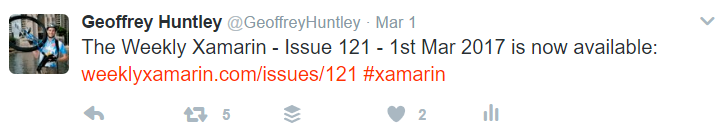 Geoffrey Huntley @GeoffreyHuntley · Mar 1
The Weekly Xamarin - Issue 121 - 1st Mar 2017 is now available:
weeklyxamarin.com/issues/121 #xamarin
5 2